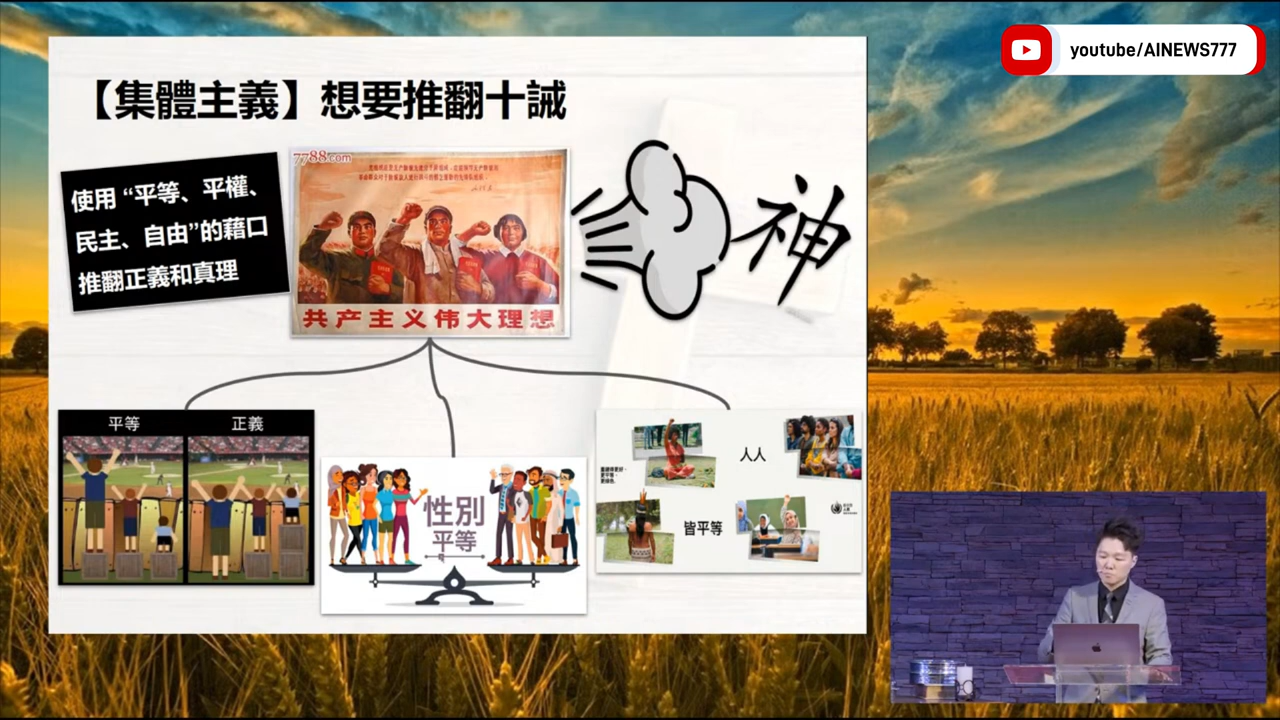 youtube/AINEWS777
【集體主義】想要推翻十誡
使用 “平等、平權、
民主、自由”的藉口
推翻正義和真理
7788.com
共产主义伟大理想
神
平等
正義
性別
平等
人人
皆平等